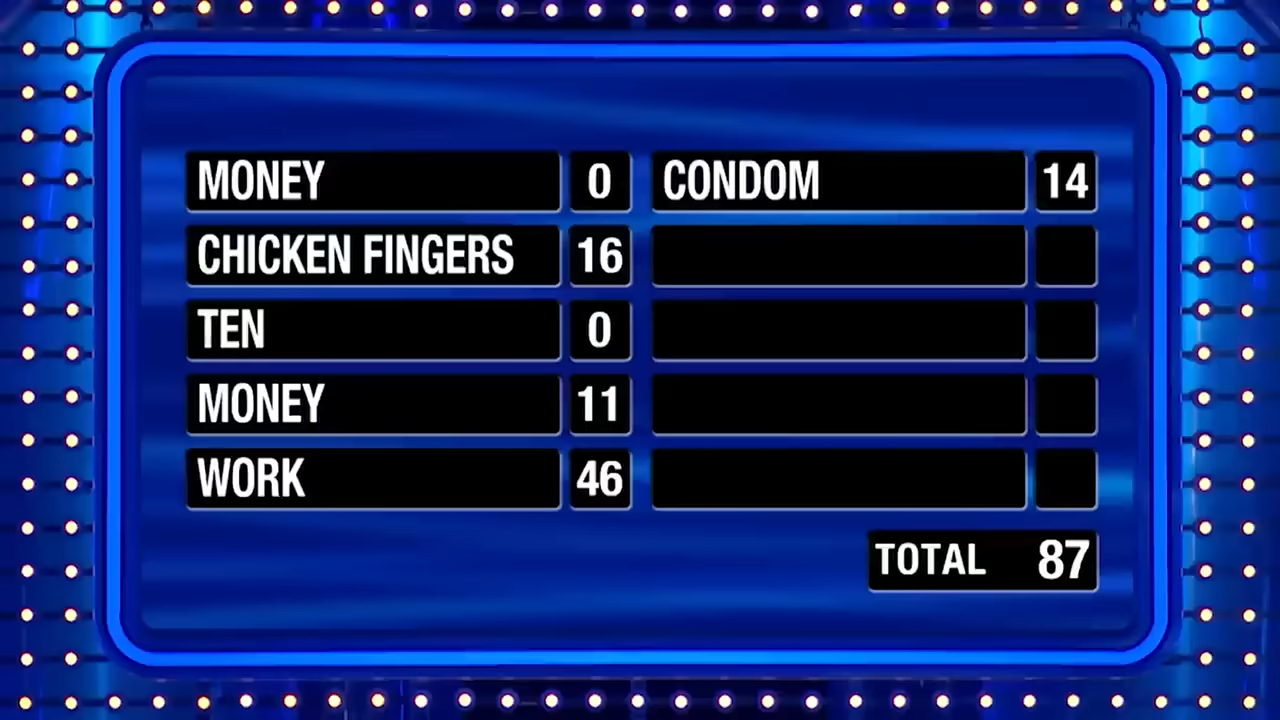 MONEY 0 CONDOM 14
CHICKEN FINGERS 16
TEN 0
MONEY 11
WORK 46
TOTAL 87